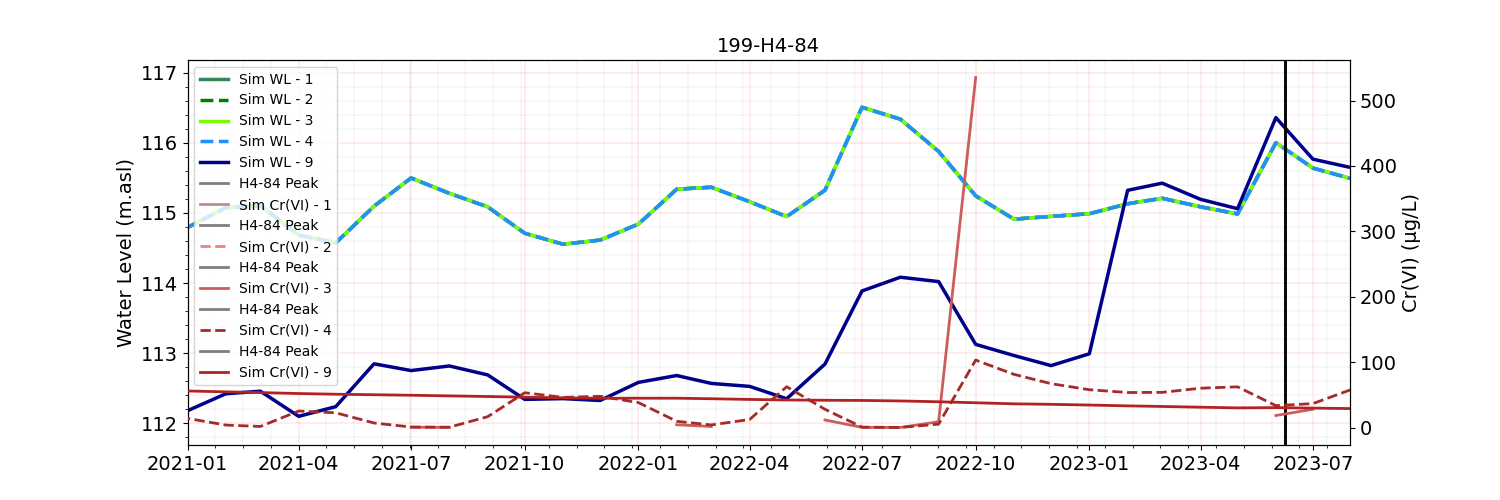 199-H4-84
117
116
115
114
113
112
Water Level (m.asl)
Sim WL - 1
Sim WL - 2
Sim WL - 3
Sim WL - 4
Sim WL - 9
H4-84 Peak
Sim Cr(VI) - 1
H4-84 Peak
Sim Cr(VI) - 2
H4-84 Peak
Sim Cr(VI) - 3
H4-84 Peak
Sim Cr(VI) - 4
H4-84 Peak
Sim Cr(VI) - 9
500
400
300
200
100
0
Cr(VI) (μg/L)
2021-01 2021-04 2021-07 2021-10 2022-01 2022-04 2022-07 2022-10 2023-01 2023-04 2023-07